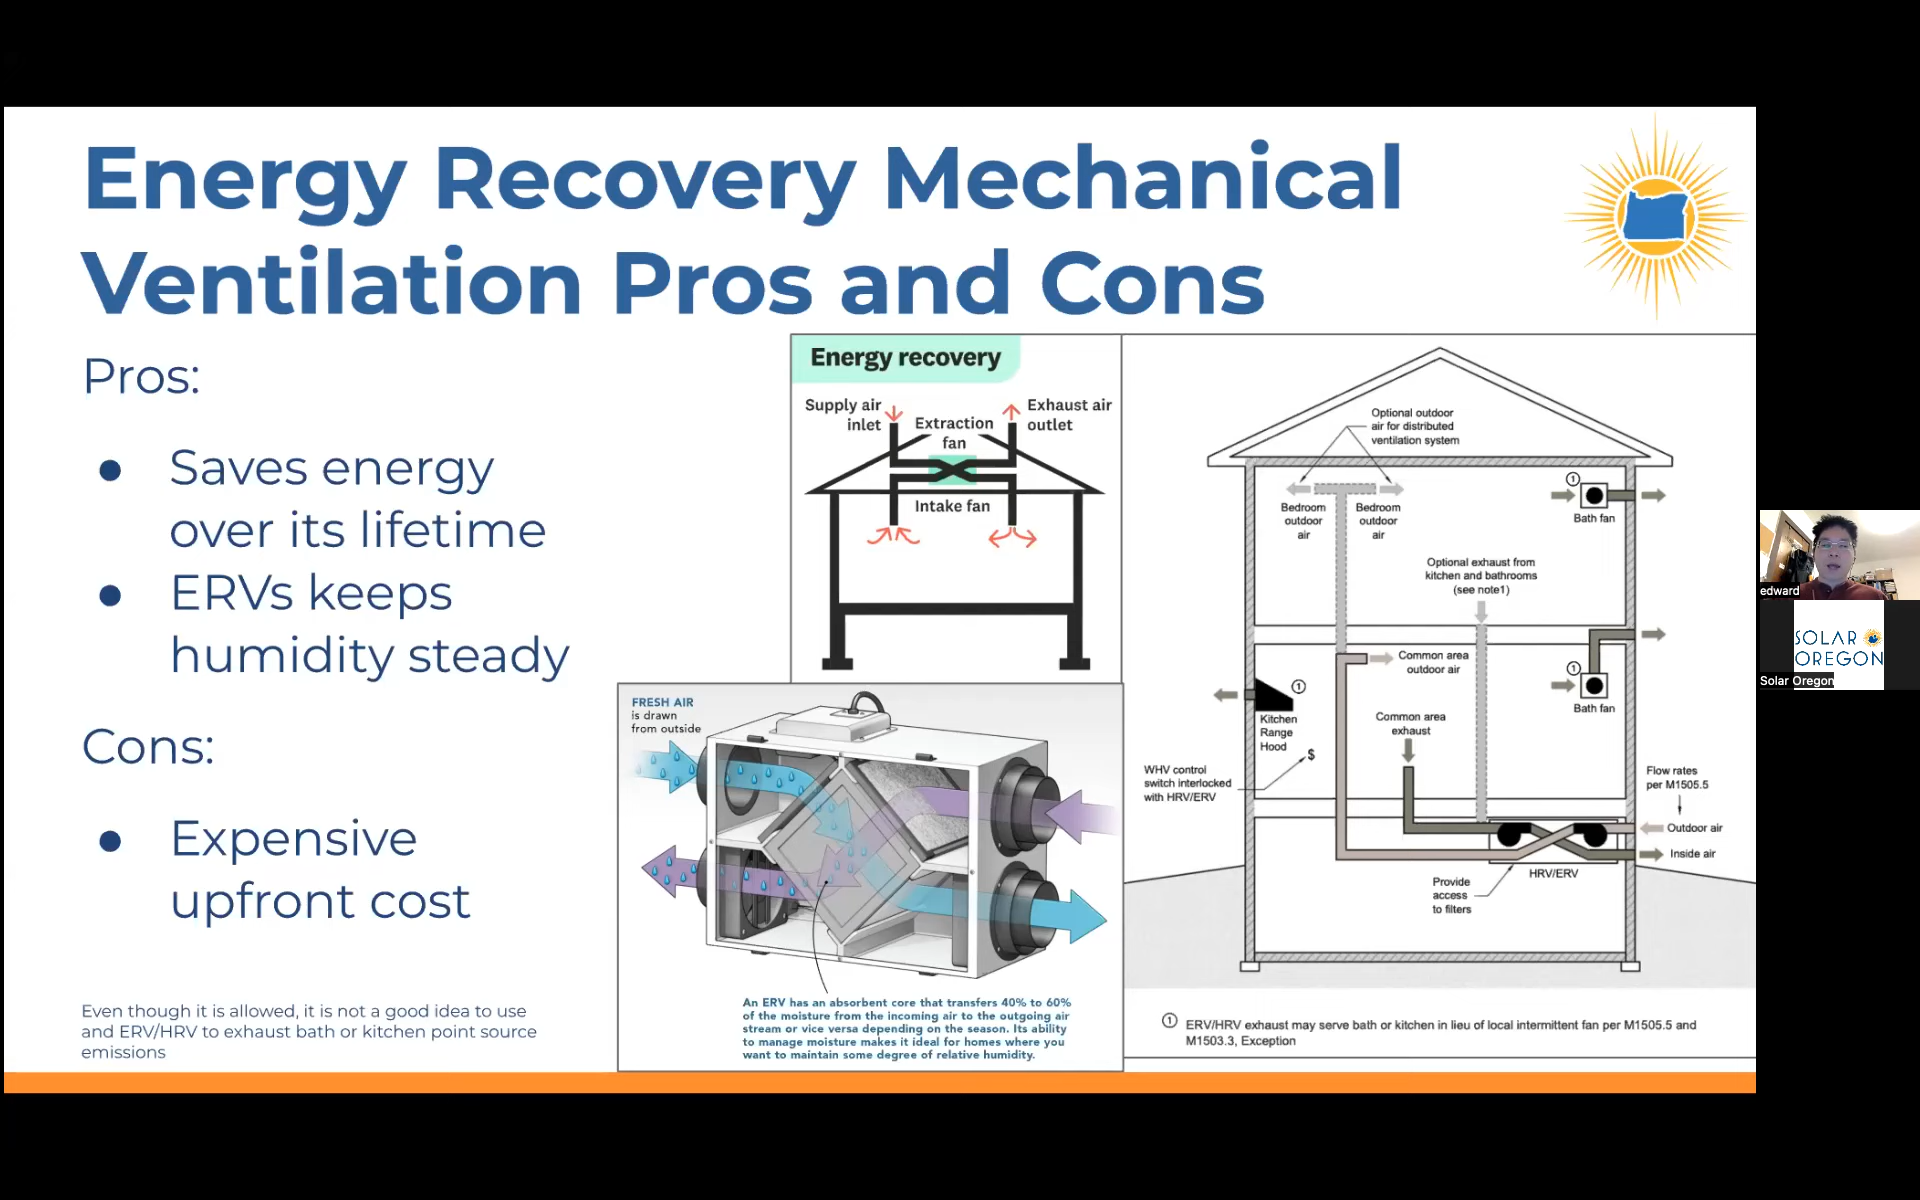 Energy Recovery Mechanical
Ventilation Pros and Cons
Pros:
● Saves energy
over its lifetime
● ERVs keeps
humidity steady
Cons:
● Expensive
upfront cost
Even though it is allowed, it is not a good idea to use
and ERV/HRV to exhaust bath or kitchen point source
emissions
Energy recovery
Supply air
inlet
Extraction
fan
Exhaust air
outlet
Intake fan
FRESH AIR
is drawn
from outside
An ERV has an absorbent core that transfers 40% to 60%
of the moisture from the incoming air to the outgoing air
stream or vice versa depending on the season. Its ability
to manage moisture makes it ideal for homes where you
want to maintain some degree of relative humidity.
Optional outdoor
air for distributed
ventilation system
Bedroom
outdoor
air
Bedroom
outdoor
air
1
Bath fan
Optional exhaust from
kitchen and bathrooms
(see note1)
Common area
outdoor air
1
Bath fan
1
Kitchen
Range
Hood
$
Common area
exhaust
WHV control
switch interlocked
with HRV/ERV
Flow rates
per M1505.5
Outdoor air
Inside air
HRV/ERV
Provide
access
to filters
1 ERV/HRV exhaust may serve bath or kitchen in lieu of local intermittent fan per M1505.5 and
M1503.3, Exception
edward
SOLAR
OREGON
Solar Oregon